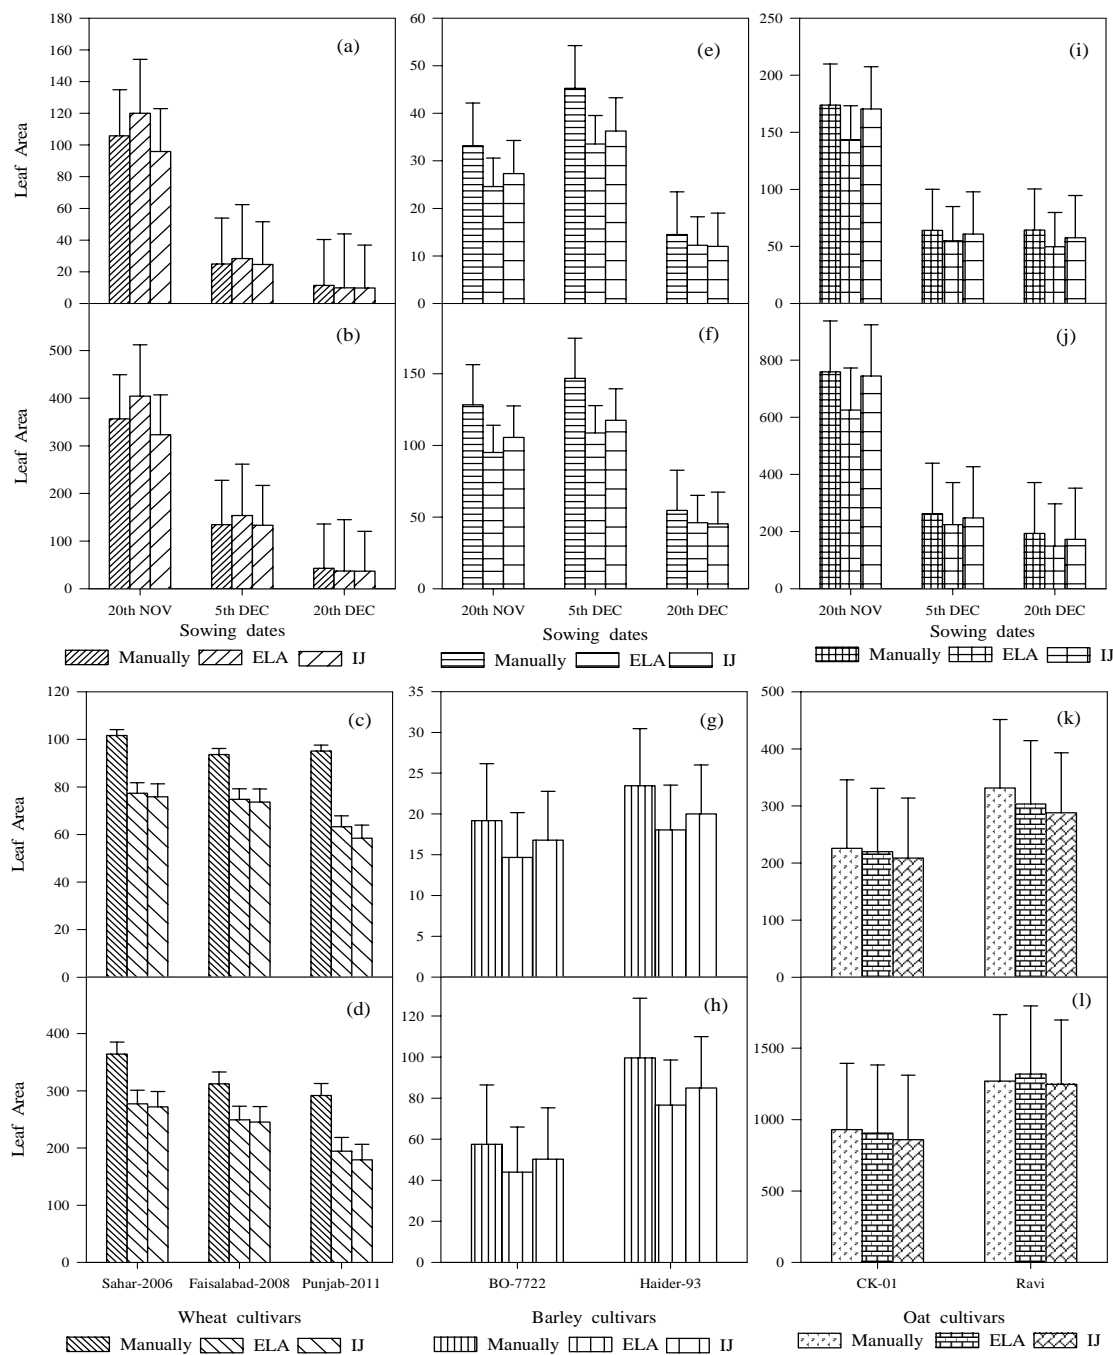 180
160
140
120
100
80
60
40
20
0
Leaf Area
(a)
60
50
40
30
20
10
0
(e)
250
200
150
100
50
0
(i)
500
400
300
200
100
0
Leaf Area
(b)
20th NOV 5th DEC 20th DEC
Sowing dates
Manually ELA IJ
150
100
50
0
(f)
20th NOV 5th DEC 20th DEC
Sowing dates
Manually ELA IJ
800
600
400
200
0
(j)
20th NOV 5th DEC 20th DEC
Sowing dates
Manually ELA IJ
120
100
80
60
40
20
0
Leaf Area
(c)
35
30
25
20
15
10
5
0
(g)
500
400
300
200
100
0
(k)
400
300
200
100
0
Leaf Area
(d)
Sahar-2006 Faisalabad-2008 Punjab-2011
Wheat cultivars
Manually ELA IJ
120
100
80
60
40
20
0
(h)
BO-7722 Haider-93
Barley cultivars
Manually ELA IJ
1500
1000
500
0
(l)
CK-01 Ravi
Oat cultivars
Manually ELA IJ